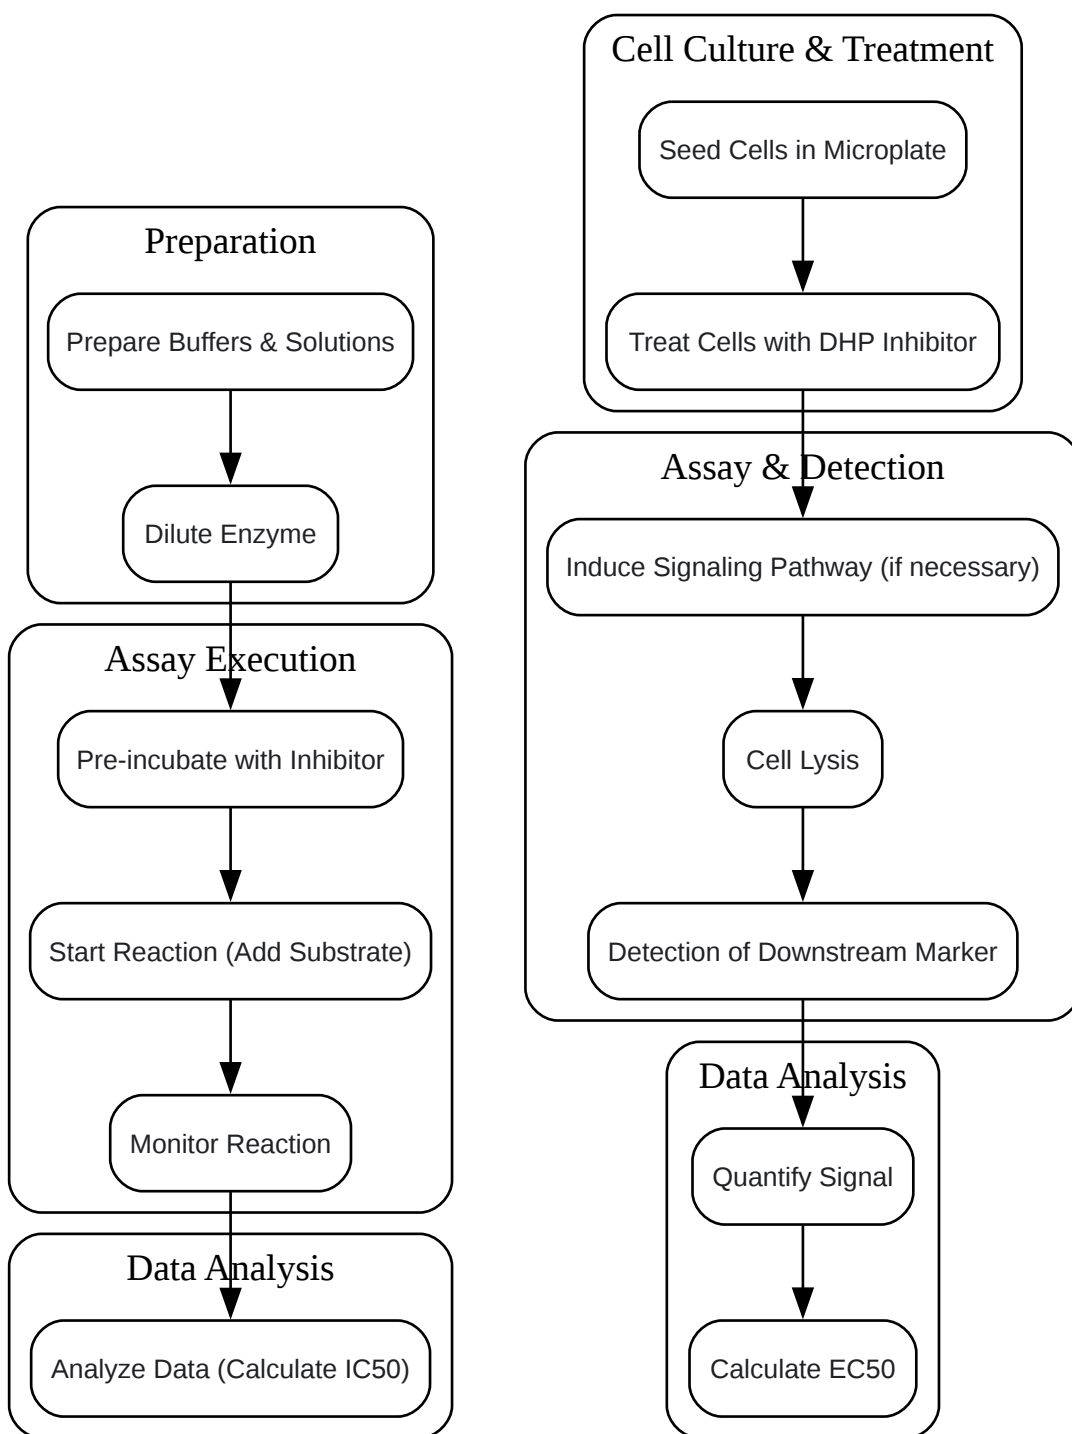 Preparation
Prepare Buffers & Solutions
Dilute Enzyme
Assay Execution
Pre-incubate with Inhibitor
Start Reaction (Add Substrate)
Monitor Reaction
Data Analysis
Analyze Data (Calculate IC50)
Cell Culture & Treatment
Seed Cells in Microplate
Treat Cells with DHP Inhibitor
Assay & Detection
Induce Signaling Pathway (if necessary)
Cell Lysis
Detection of Downstream Marker
Data Analysis
Quantify Signal
Calculate EC50